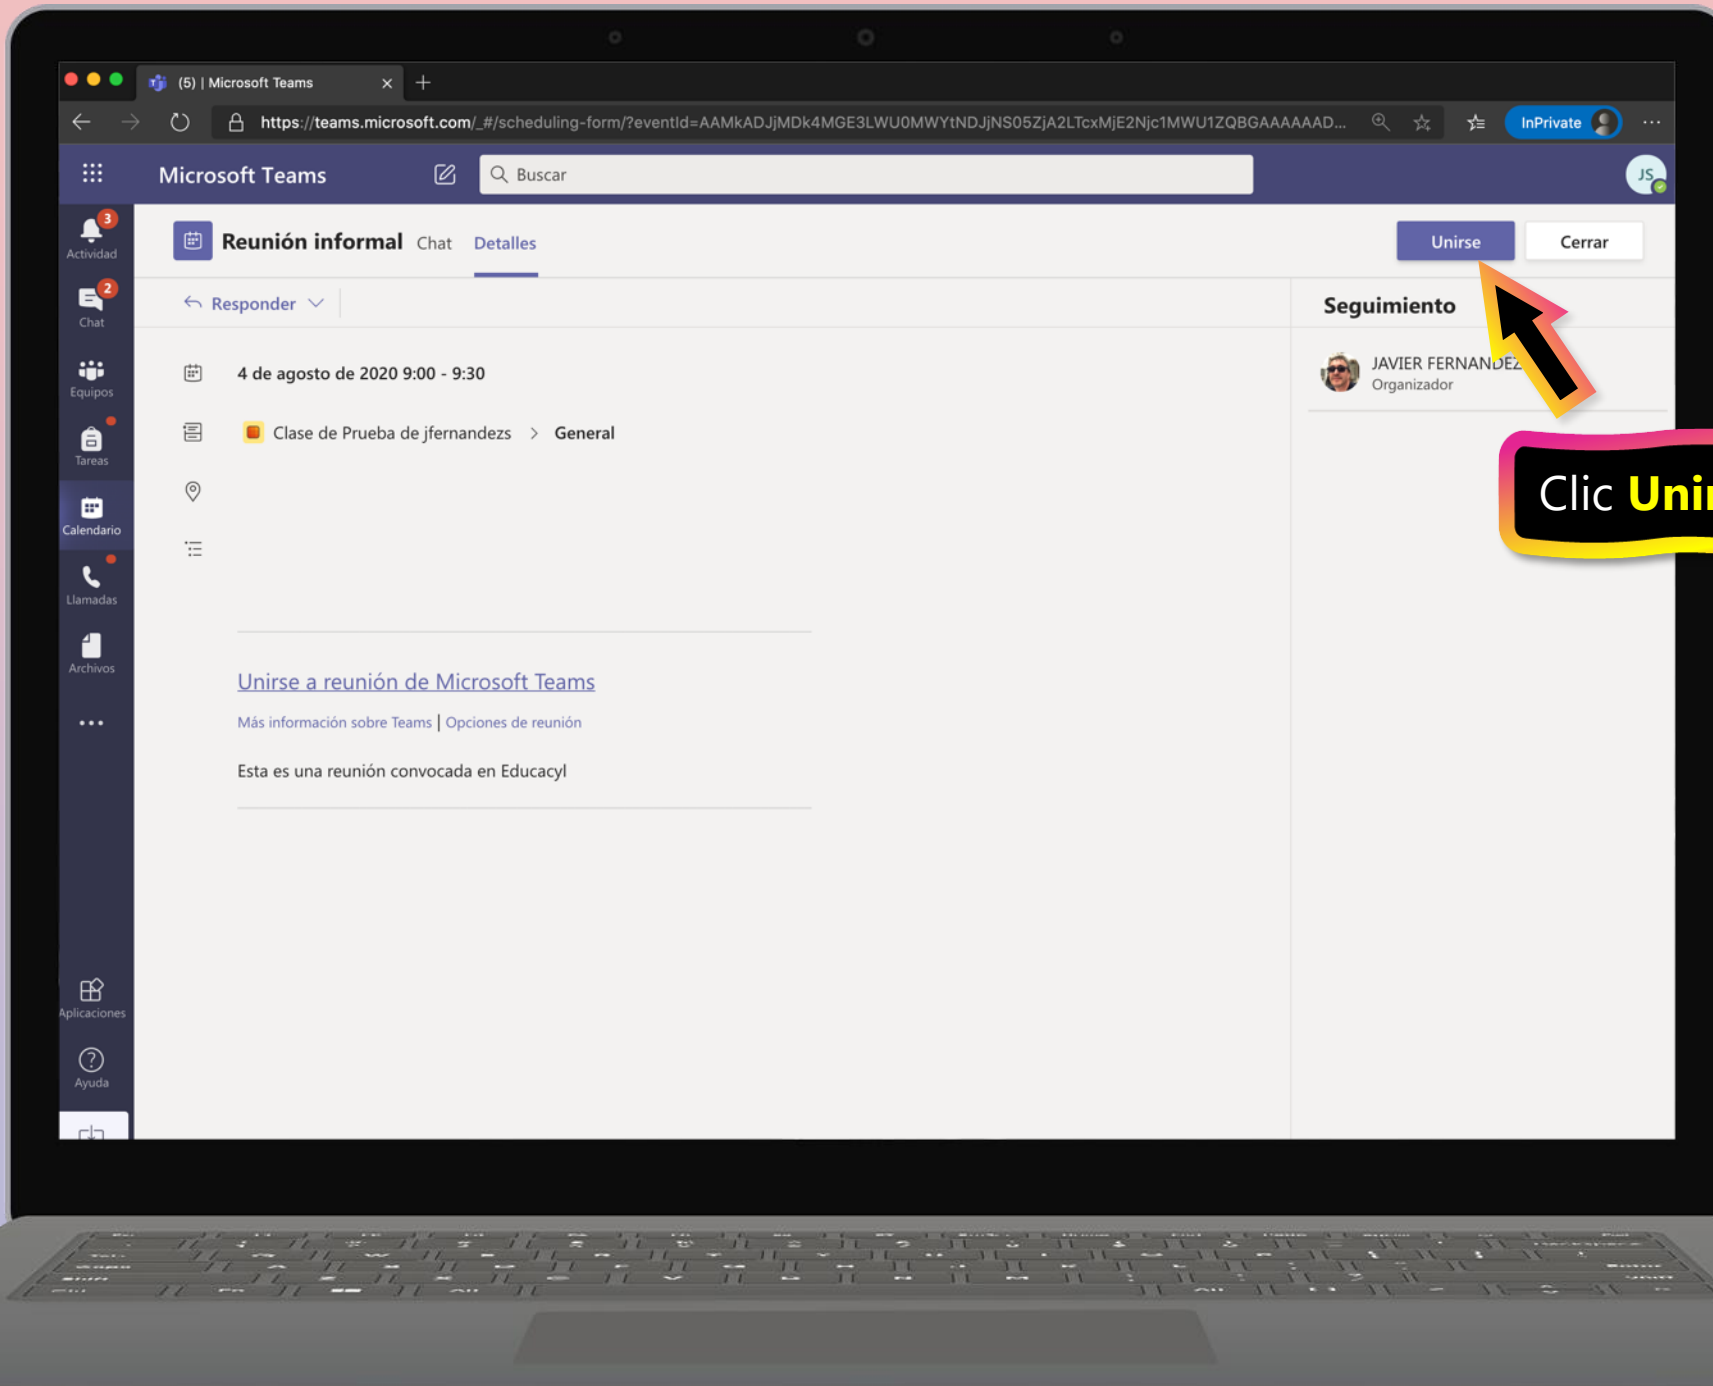 (5) | Microsoft Teams
https://teams.microsoft.com/_#/scheduling-form/?eventId=AAMkADJjMDk4MGE3LWU0MWYtNDJjNS05ZjA2LTcxMjE2Njc1MWU1ZQBGAAAAAAD...
InPrivate
Microsoft Teams
Buscar
JS
3
Actividad
2
Chat
Equipos
Tareas
Calendario
Llamadas
Archivos
Aplicaciones
Ayuda
Reunión informal Chat Detalles
Unirse Cerrar
Responder
4 de agosto de 2020 9:00 - 9:30
Clase de Prueba de jfernandezs > General
Unirse a reunión de Microsoft Teams
Más información sobre Teams | Opciones de reunión
Esta es una reunión convocada en Educacyl
Seguimiento
JAVIER FERNANDEZ
Organizador
Clic Unir